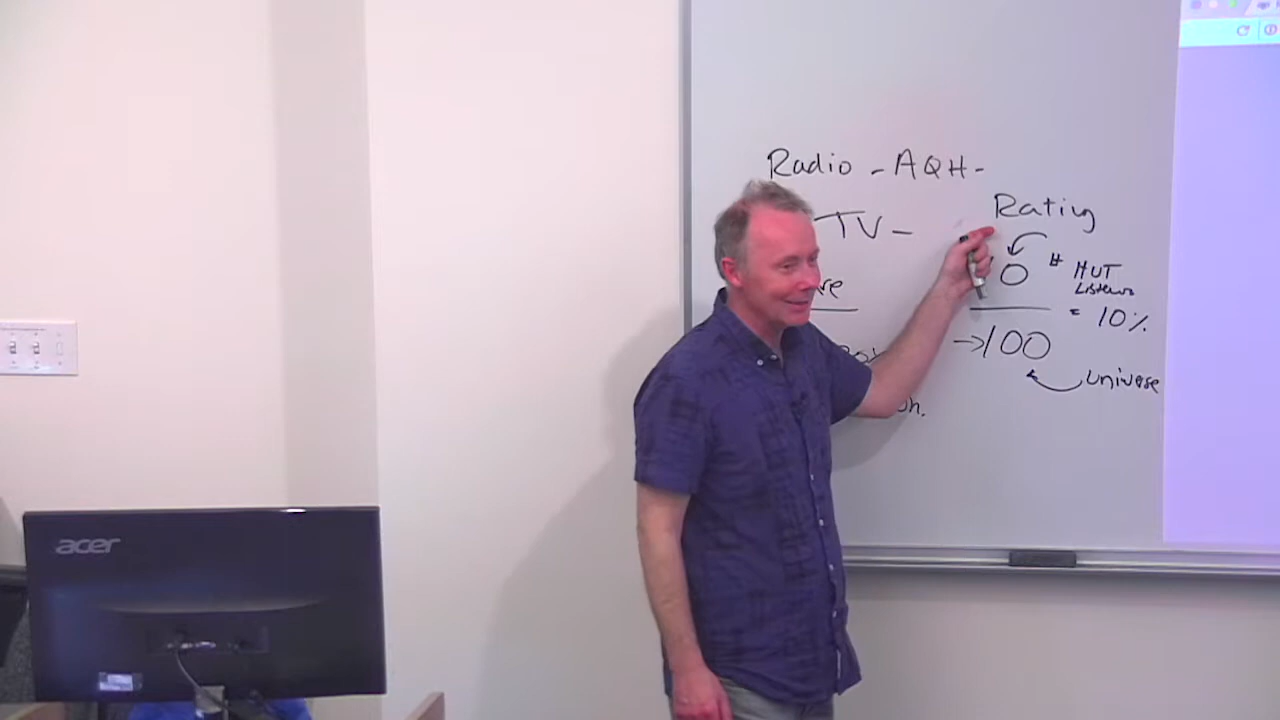 Radio - AQH -
TV -
Rating
0 # HUT
Listeners
= 10%
→100
universe
acer